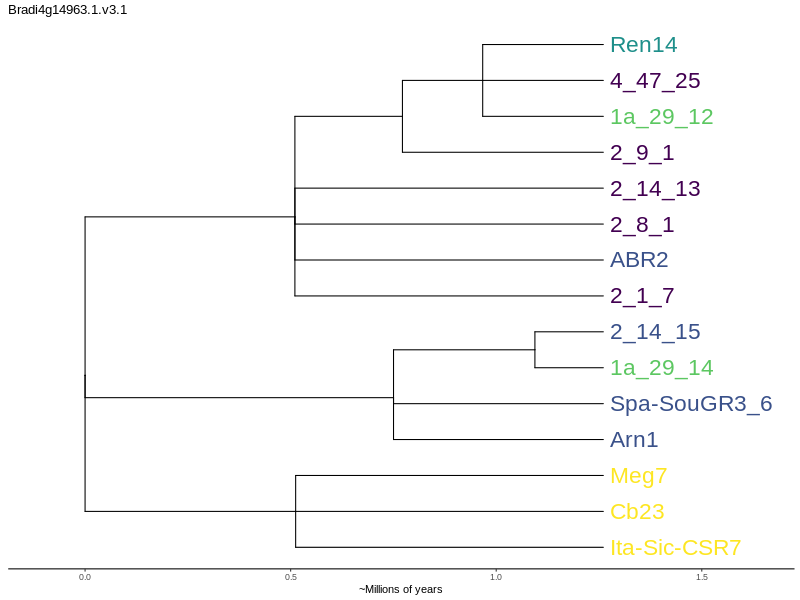 Bradi4g14963.1.v3.1
Ren14
4_47_25
1a_29_12
2_9_1
2_14_13
2_8_1
ABR2
2_1_7
2_14_15
1a_29_14
Spa-SouGR3_6
Arn1
Meg7
Cb23
Ita-Sic-CSR7
0.0 0.5 1.0 1.5
~Millions of years